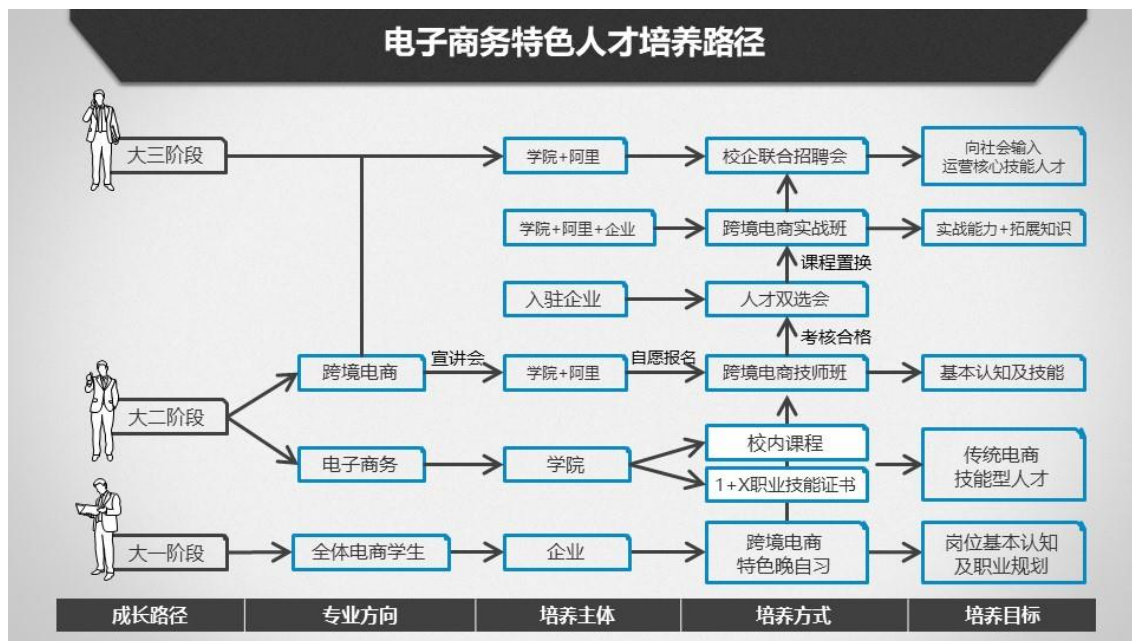 电子商务特色人才培养路径
大三阶段
学院+阿里
校企联合招聘会
向社会输入
运营核心技能人才
学院+阿里+企业
跨境电商实战班
实战能力+拓展知识
课程置换
入驻企业
人才双选会
考核合格
跨境电商
宣讲会
学院+阿里
自愿报名
跨境电商技师班
基本认知及技能
大二阶段
电子商务
学院
校内课程
1+X职业技能证书
传统电商
技能型人才
大一阶段
全体电商学生
企业
跨境电商
特色晚自习
岗位基本认知
及职业规划
成长路径
专业方向
培养主体
培养方式
培养目标